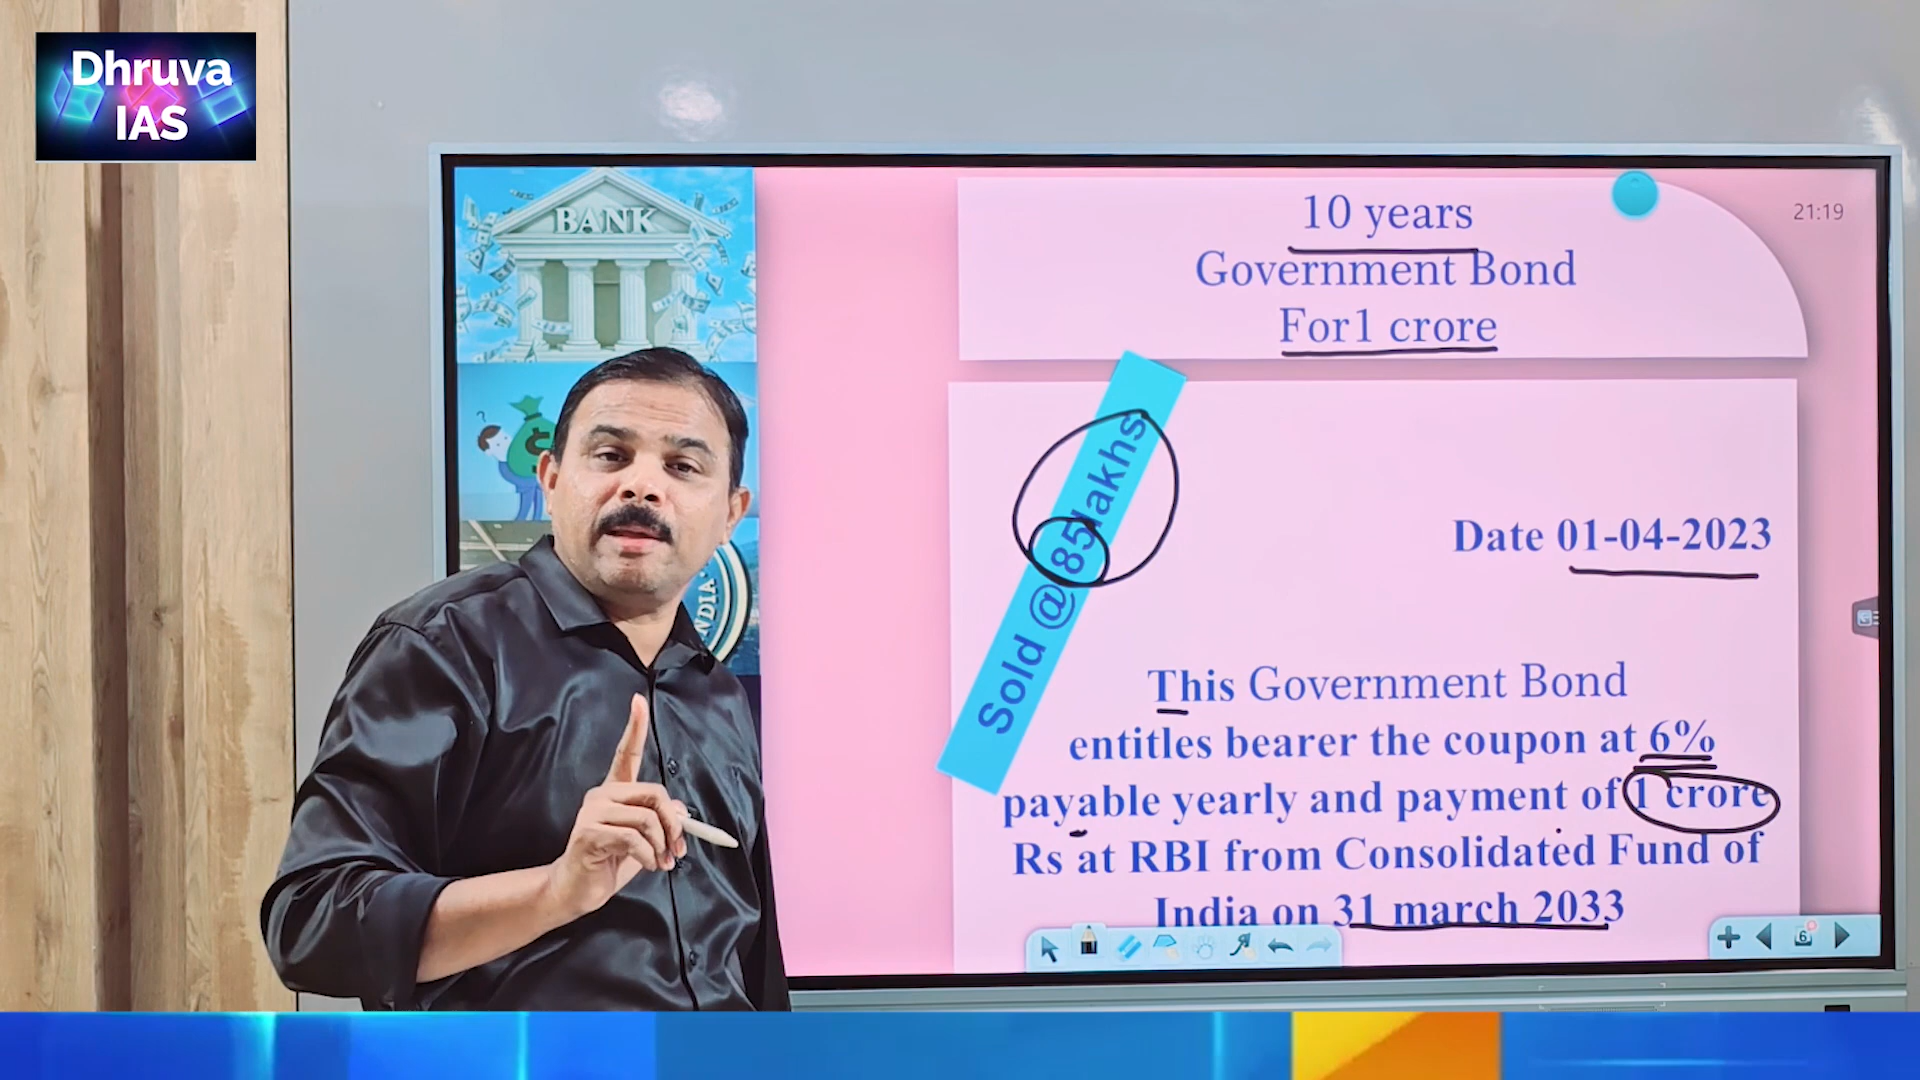 Dhruva
IAS
BANK
INDIA
10 years
Government Bond
For1 crore
21:19
Sold @85lakhs
Date 01-04-2023
This Government Bond
entitles bearer the coupon at 6%
payable yearly and payment of 1 crore
Rs at RBI from Consolidated Fund of
India on 31 march 2033
6